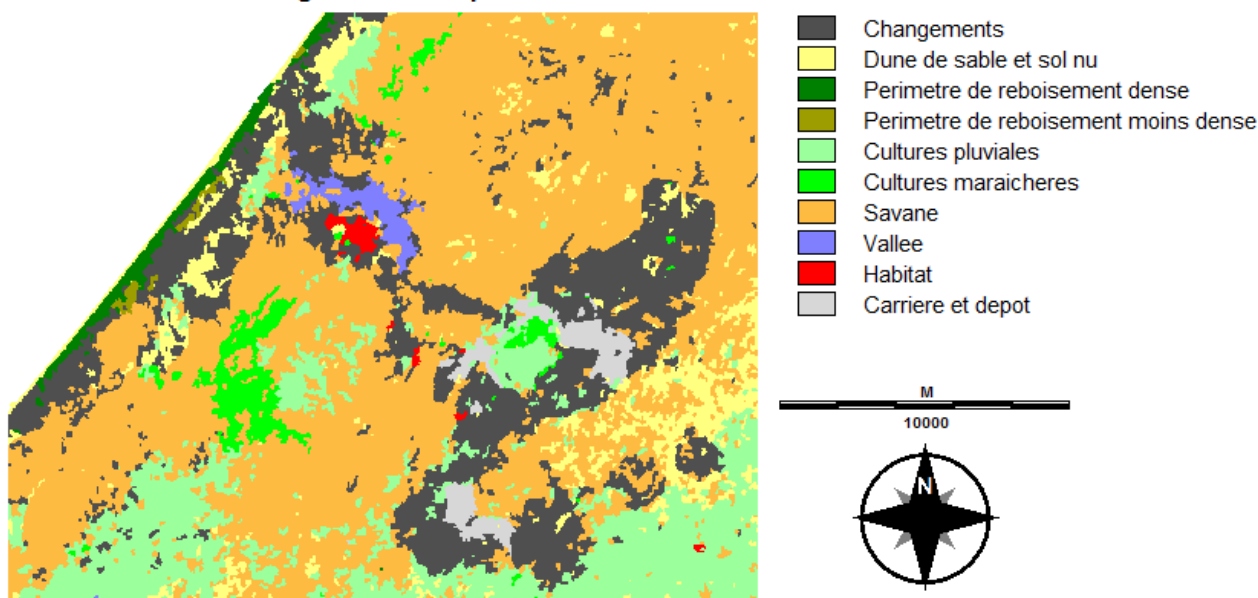 Changements
Dune de sable et sol nu
Perimetre de reboisement dense
Perimetre de reboisement moins dense
Cultures pluviales
Cultures maraicheres
Savane
Vallee
Habitat
Carriere et depot
M
10000
N